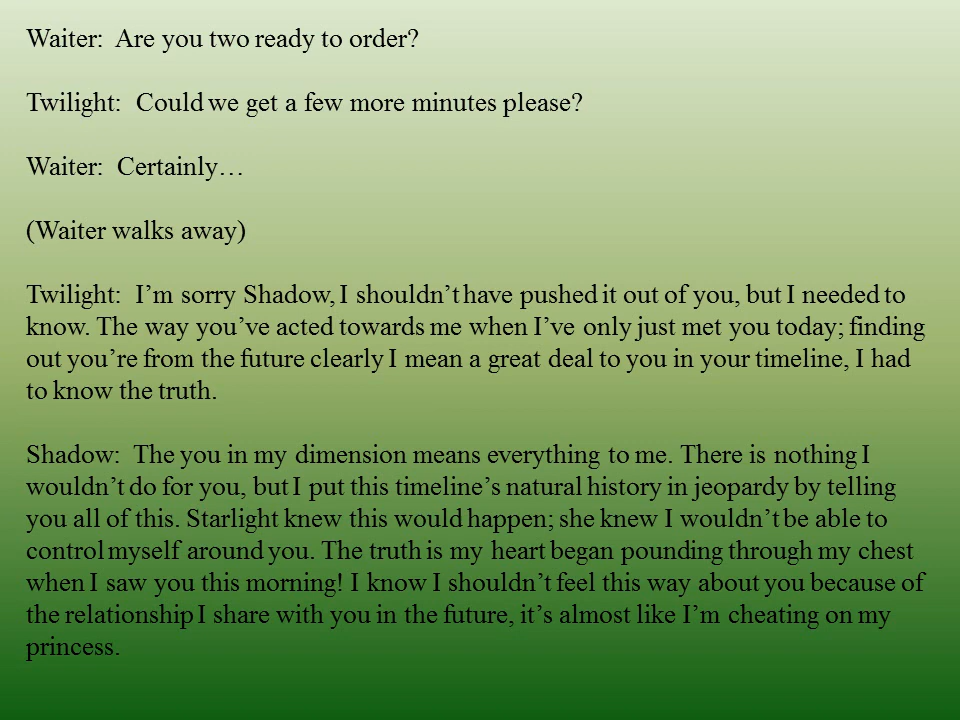 Waiter:  Are you two ready to order?
Twilight:  Could we get a few more minutes please?
Waiter:  Certainly…
(Waiter walks away)
Twilight:  I’m sorry Shadow, I shouldn’t have pushed it out of you, but I needed to
know. The way you’ve acted towards me when I’ve only just met you today; finding
out you’re from the future clearly I mean a great deal to you in your timeline, I had
to know the truth.
Shadow:  The you in my dimension means everything to me. There is nothing I
wouldn’t do for you, but I put this timeline’s natural history in jeopardy by telling
you all of this. Starlight knew this would happen; she knew I wouldn’t be able to
control myself around you. The truth is my heart began pounding through my chest
when I saw you this morning! I know I shouldn’t feel this way about you because of
the relationship I share with you in the future, it’s almost like I’m cheating on my
princess.